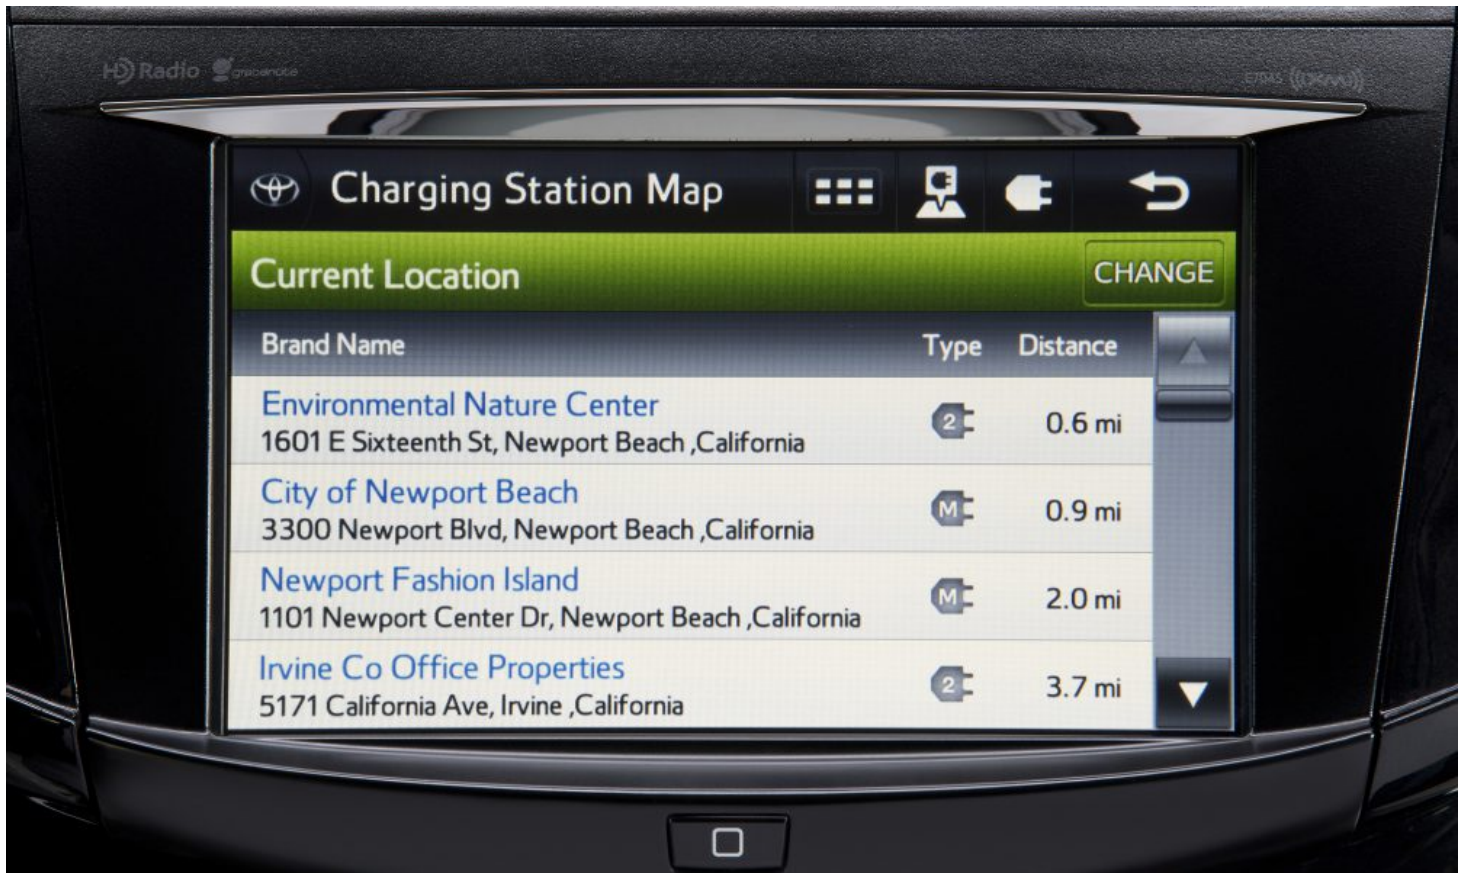 HD Radio gracenote
E7045 ((XM))
Charging Station Map
Current Location
CHANGE
Brand Name Type Distance
Environmental Nature Center
1601 E Sixteenth St, Newport Beach ,California
2 0.6 mi
City of Newport Beach
3300 Newport Blvd, Newport Beach ,California
M 0.9 mi
Newport Fashion Island
1101 Newport Center Dr, Newport Beach ,California
M 2.0 mi
Irvine Co Office Properties
5171 California Ave, Irvine ,California
2 3.7 mi